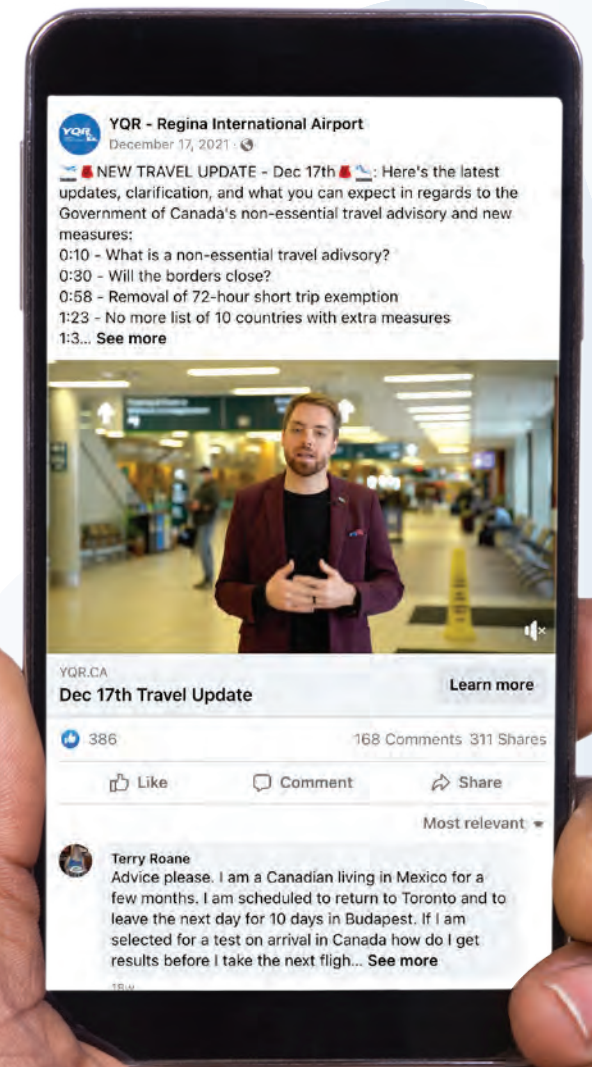 YQR
YQR - Regina International Airport
December 17, 2021
NEW TRAVEL UPDATE - Dec 17th : Here's the latest
updates, clarification, and what you can expect in regards to the
Government of Canada's non-essential travel advisory and new
measures:
0:10 - What is a non-essential travel adivsory?
0:30 - Will the borders close?
0:58 - Removal of 72-hour short trip exemption
1:23 - No more list of 10 countries with extra measures
1:3... See more
YQR.CA
Dec 17th Travel Update
Learn more
386
168 Comments 311 Shares
Like Comment Share
Most relevant
Terry Roane
Advice please. I am a Canadian living in Mexico for a
few months. I am scheduled to return to Toronto and to
leave the next day for 10 days in Budapest. If I am
selected for a test on arrival in Canada how do I get
results before I take the next fligh... See more
18w